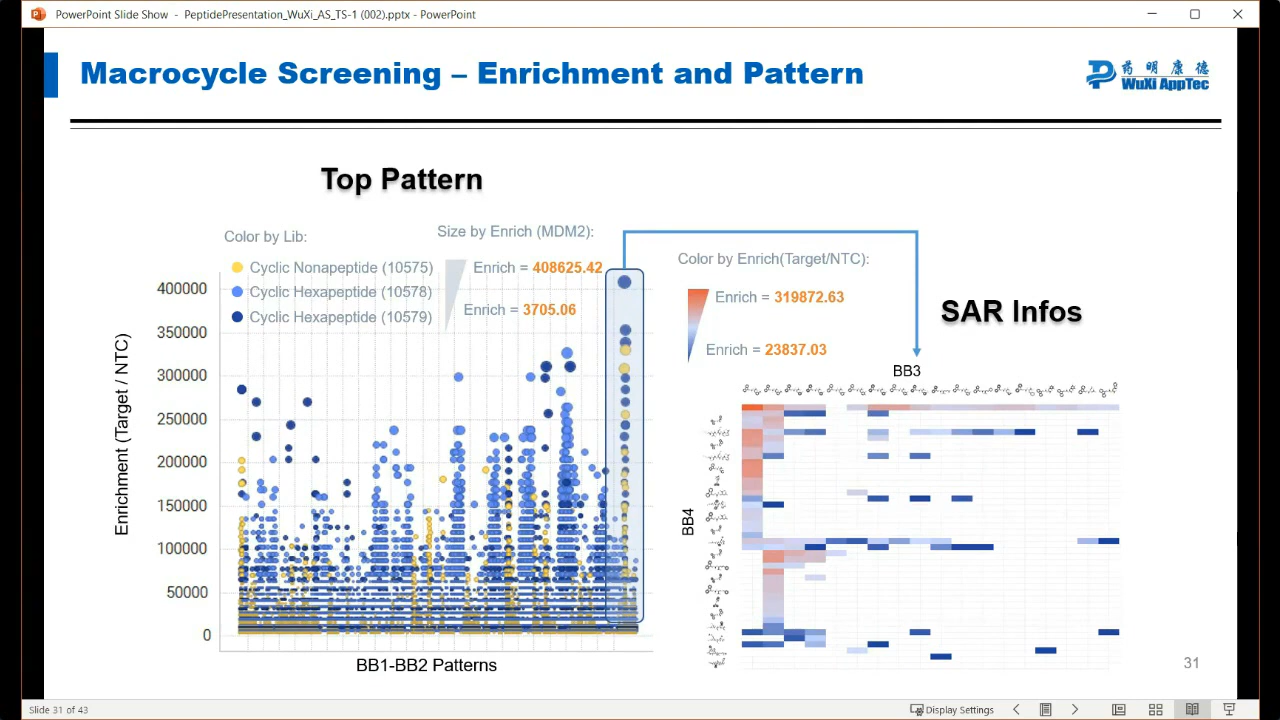 PowerPoint Slide Show - PeptidePresentation_WuXi_AS_TS-1 (002).pptx - PowerPoint
Macrocycle Screening – Enrichment and Pattern
药 明 康 德
WuXi AppTec
Top Pattern
Color by Lib:
Cyclic Nonapeptide (10575)
Cyclic Hexapeptide (10578)
Cyclic Hexapeptide (10579)
Size by Enrich (MDM2):
Enrich = 408625.42
Enrich = 3705.06
Enrichment (Target / NTC)
400000
350000
300000
250000
200000
150000
100000
50000
0
BB1-BB2 Patterns
Color by Enrich(Target/NTC):
Enrich = 319872.63
Enrich = 23837.03
SAR Infos
BB3
BB4
31
Slide 31 of 43
Display Settings